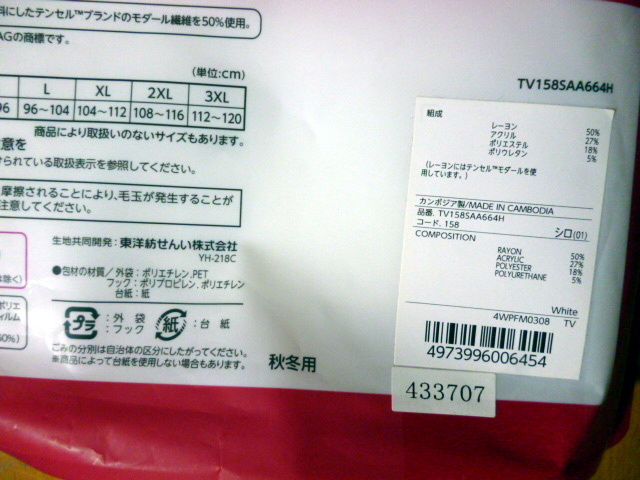 料にしたテンセル™ブランドのモダール繊維を50%使用。
AGの商標です。
(単位:cm)
L XL 2XL 3XL
96 96〜104 104〜112 108〜116 112〜120
商品により取扱いのないサイズもあります。
意を
けられている取扱表示を参照してください。
摩擦されることにより、毛玉が発生することが
注意してください。
は除く)
ポリエ
ィルム
60%)
生地共同開発:東洋紡せんい株式会社
YH-218C
●包材の材質/外袋:ポリエチレン.PET
フック:ポリプロピレン.ポリエチレン
台紙:紙
プラ :外袋 :フック 紙 :台紙
ごみの分別は自治体の区分にしたがってください。
※商品によって台紙を使用しない場合もあります。
秋冬用
TV158SAA664H
組成
レーヨン 50%
アクリル 27%
ポリエステル 18%
ポリウレタン 5%
(レーヨンにはテンセル™モダールを使
用しています。)
カンボジア製/MADE IN CAMBODIA
品番. TV158SAA664H
コード. 158 シロ(01)
COMPOSITION
RAYON 50%
ACRYLIC 27%
POLYESTER 18%
POLYURETHANE 5%
White
4WPFM0308 TV
4973996006454
433707